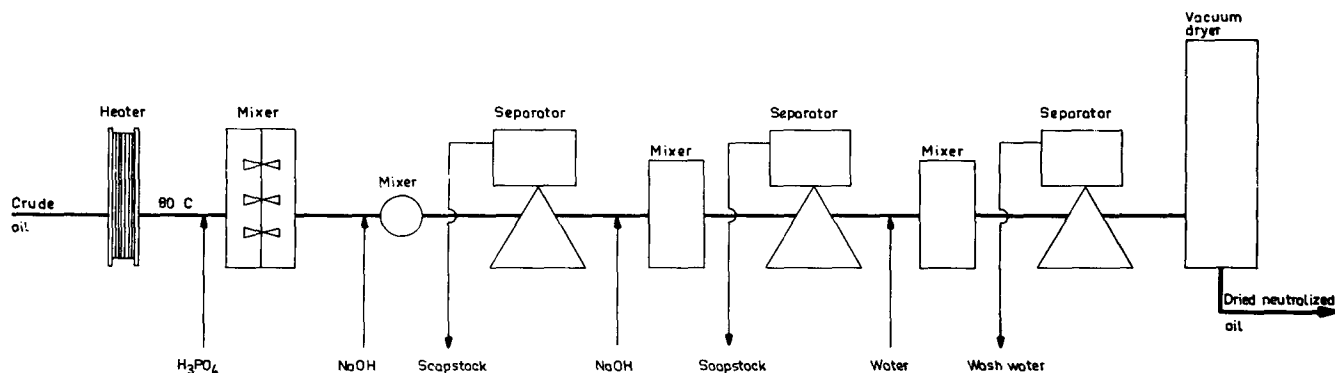 Vacuum
dryer
Heater
Mixer
Separator
Separator
Separator
Mixer
Mixer
Mixer
Crude
oil
80 C
Dried neutralized
oil
H₃PO₄
NaOH
Soapstock
NaOH
Soapstock
Water
Wash water